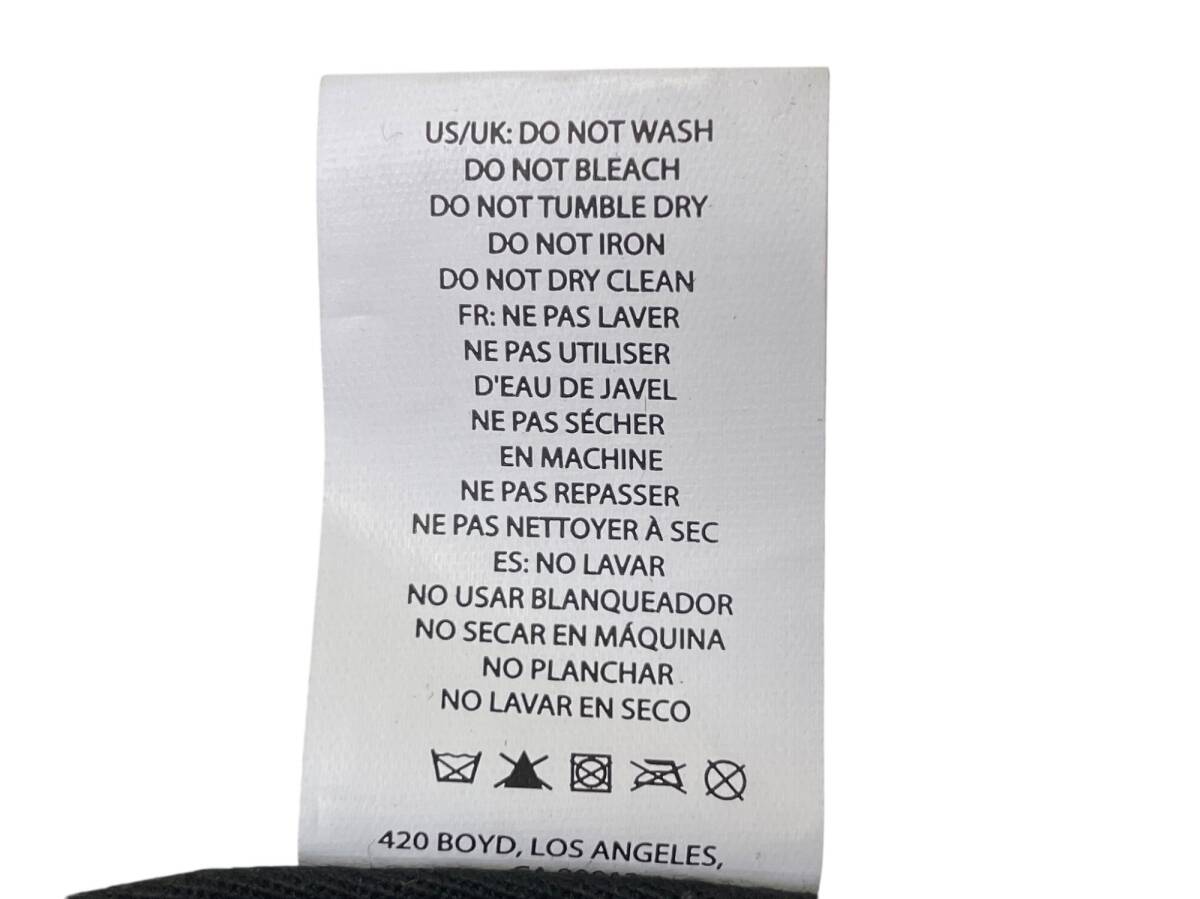 US/UK: DO NOT WASH
DO NOT BLEACH
DO NOT TUMBLE DRY
DO NOT IRON
DO NOT DRY CLEAN
FR: NE PAS LAVER
NE PAS UTILISER
D'EAU DE JAVEL
NE PAS SÉCHER
EN MACHINE
NE PAS REPASSER
NE PAS NETTOYER À SEC
ES: NO LAVAR
NO USAR BLANQUEADOR
NO SECAR EN MÁQUINA
NO PLANCHAR
NO LAVAR EN SECO
420 BOYD, LOS ANGELES,